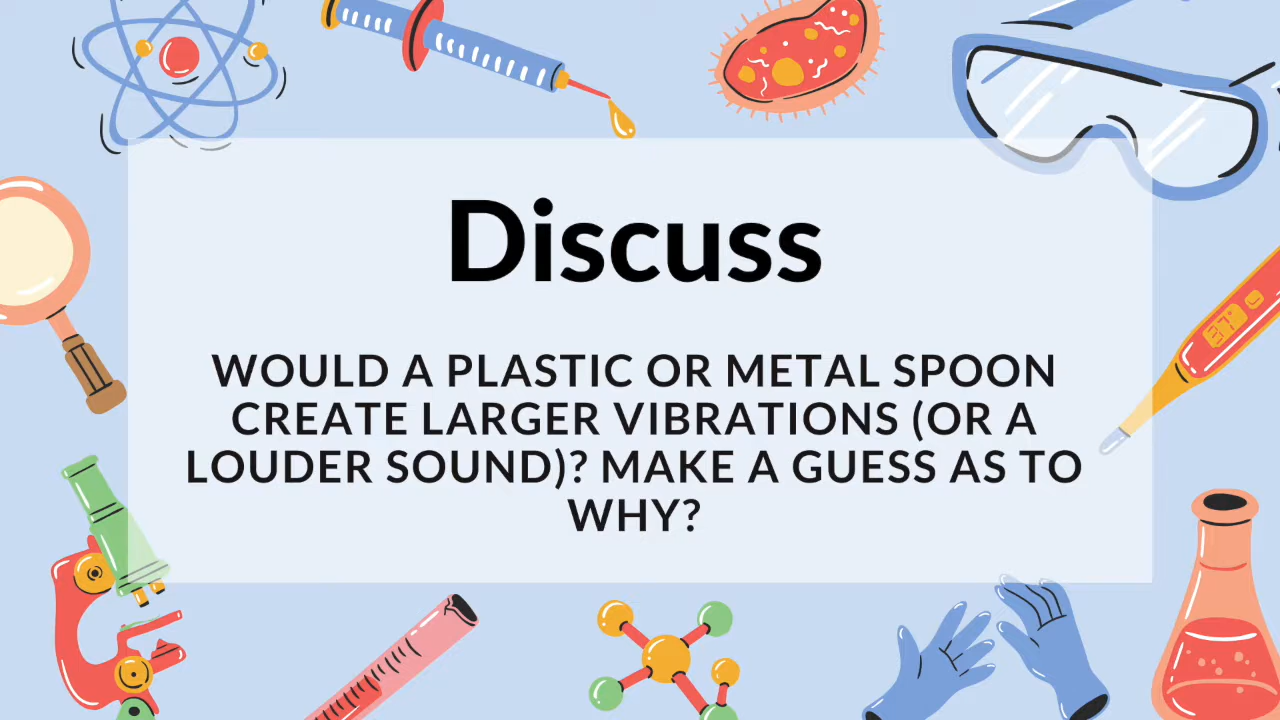 Discuss
WOULD A PLASTIC OR METAL SPOON
CREATE LARGER VIBRATIONS (OR A
LOUDER SOUND)? MAKE A GUESS AS TO
WHY?